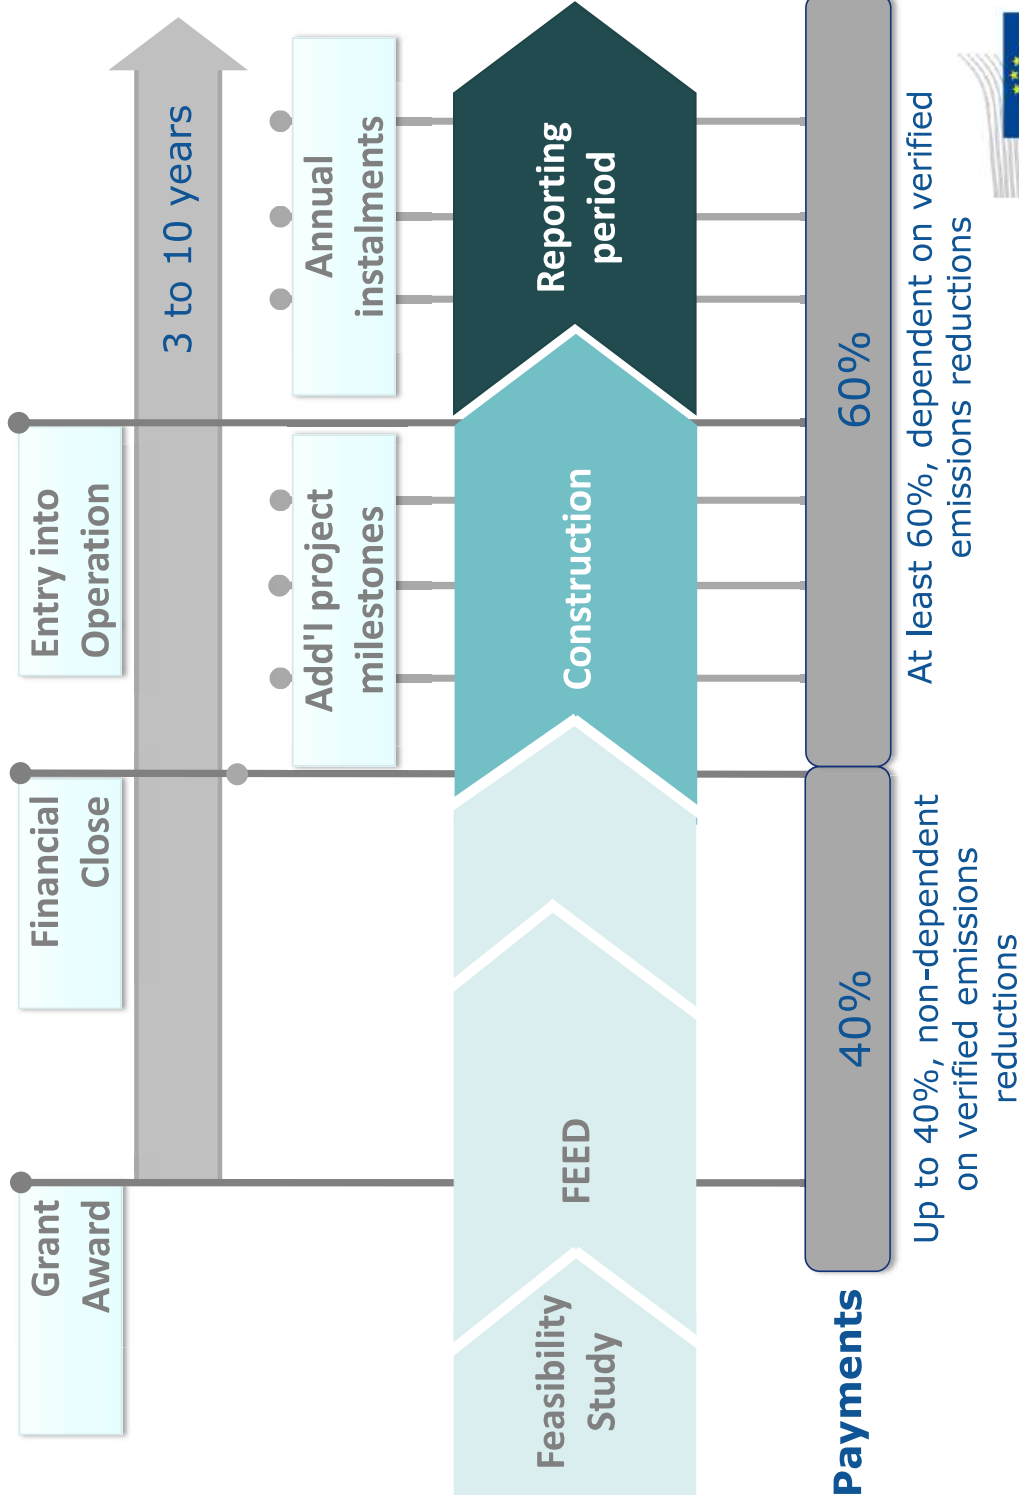 Grant
Award
Financial
Close
Entry into
Operation
3 to 10 years
Add'l project
milestones
Annual
instalments
Feasibility
Study
FEED
Construction
Reporting
period
Payments
40%
60%
Up to 40%, non-dependent
on verified emissions
reductions
At least 60%, dependent on verified
emissions reductions